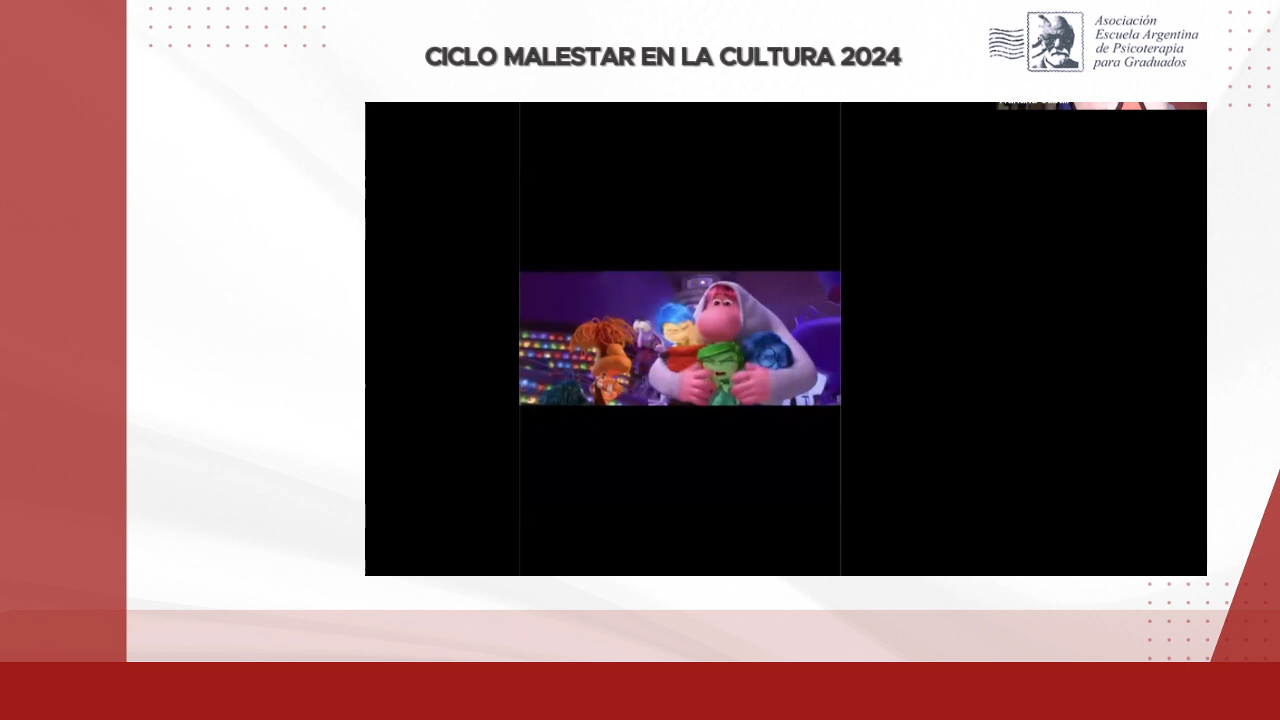 CICLO MALESTAR EN LA CULTURA 2024
Asociación
Escuela Argentina
de Psicoterapia
para Graduados